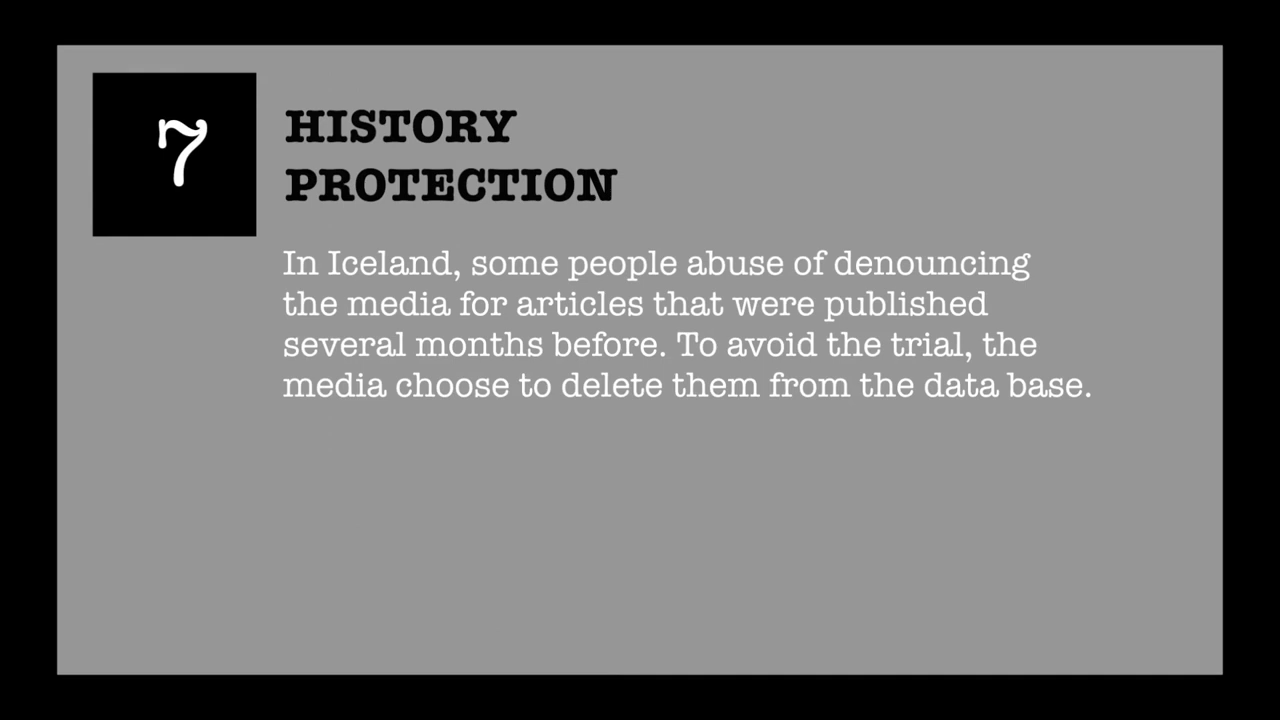 7
HISTORY
PROTECTION
In Iceland, some people abuse of denouncing
the media for articles that were published
several months before. To avoid the trial, the
media choose to delete them from the data base.